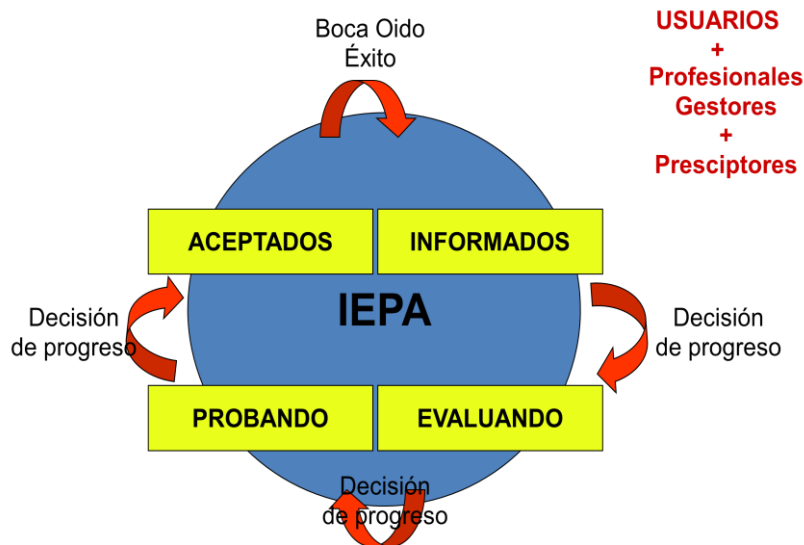 Boca Oido
Éxito
USUARIOS
+
Profesionales
Gestores
+
Presciptores
ACEPTADOS
INFORMADOS
Decisión
de progreso
IEPA
Decisión
de progreso
PROBANDO
EVALUANDO
Decisión
de progreso